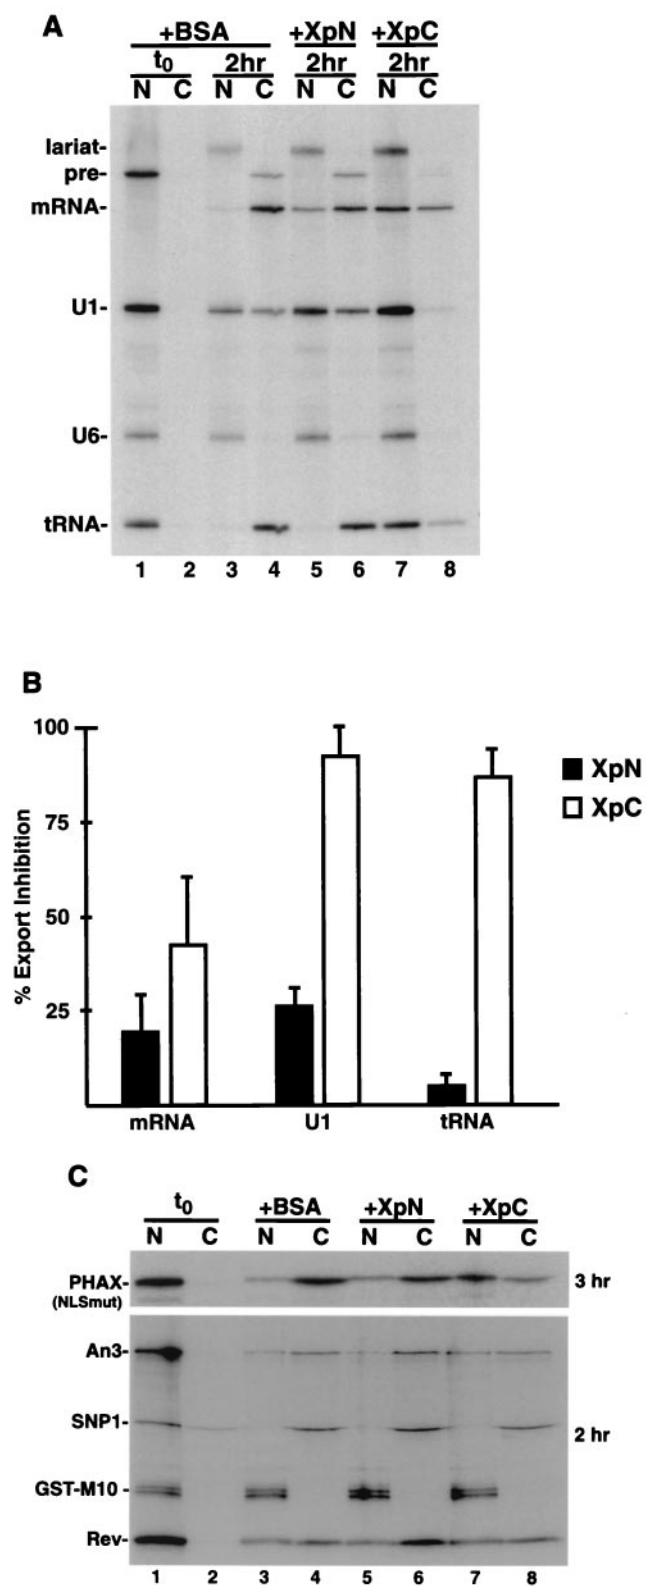 A
+BSA +XpN +XpC
t0 2hr 2hr 2hr
N C N C N C N C
lariat-
pre-
mRNA-
U1-
U6-
tRNA-
1 2 3 4 5 6 7 8
B
100
75
50
25
% Export Inhibition
XpN
XpC
mRNA U1 tRNA
C
t0 +BSA +XpN +XpC
N C N C N C N C
PHAX- 3 hr
(NLSmut)
An3-
SNP1-
2 hr
GST-M10 -
Rev-
1 2 3 4 5 6 7 8